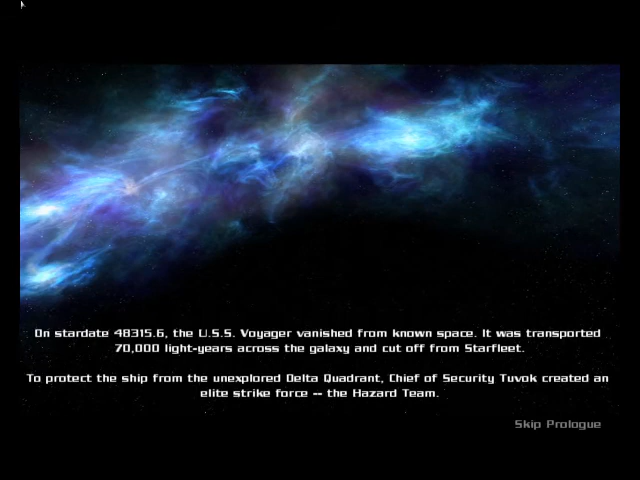 On stardate 48315.6, the U.S.S. Voyager vanished from known space. It was transported
70,000 light-years across the galaxy and cut off from Starfleet.
To protect the ship from the unexplored Delta Quadrant, Chief of Security Tuvok created an
elite strike force -- the Hazard Team.
Skip Prologue